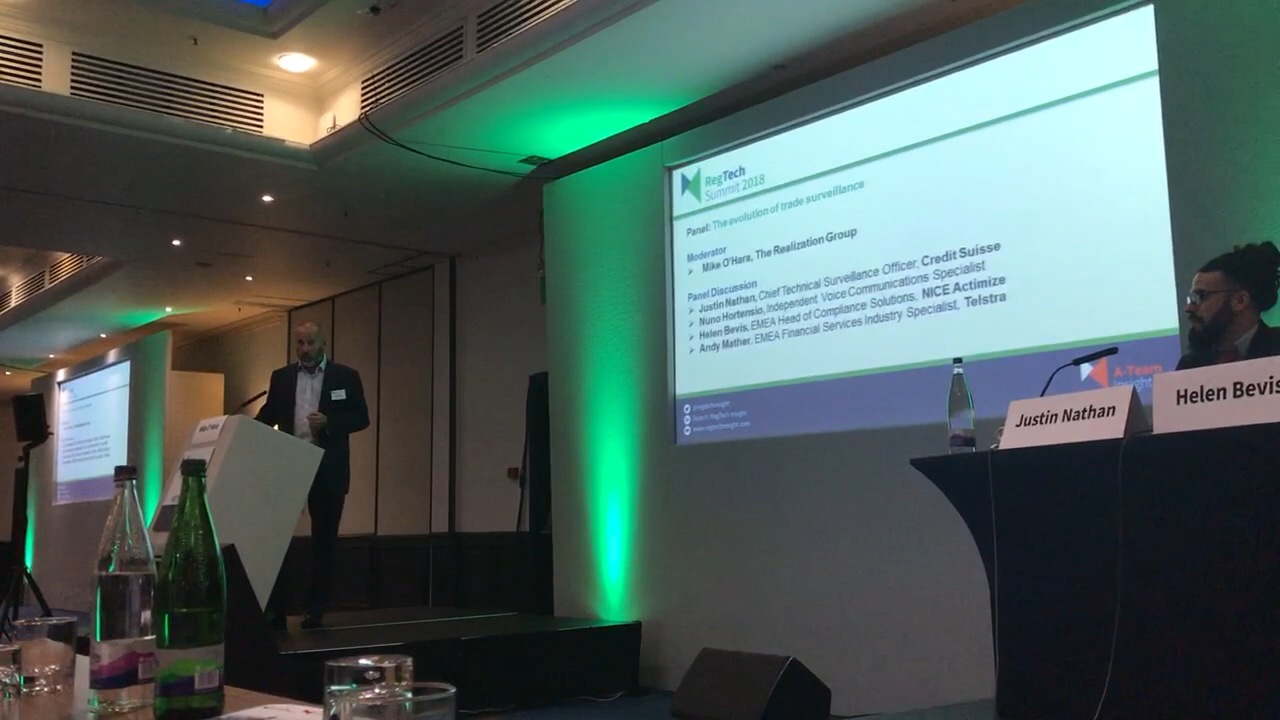 RegTech
Summit 2018
Panel: The evolution of trade surveillance
Moderator
Mike O'Hara, The Realization Group
Panel Discussion
Justin Nathan, Chief Technical Surveillance Officer, Credit Suisse
Nuno Hortensio, Independent Voice Communications Specialist
Helen Bevis, EMEA Head of Compliance Solutions, NICE Actimize
Andy Mather, EMEA Financial Services Industry Specialist, Telstra
A-Team
Insight
Justin Nathan
Helen Bevis